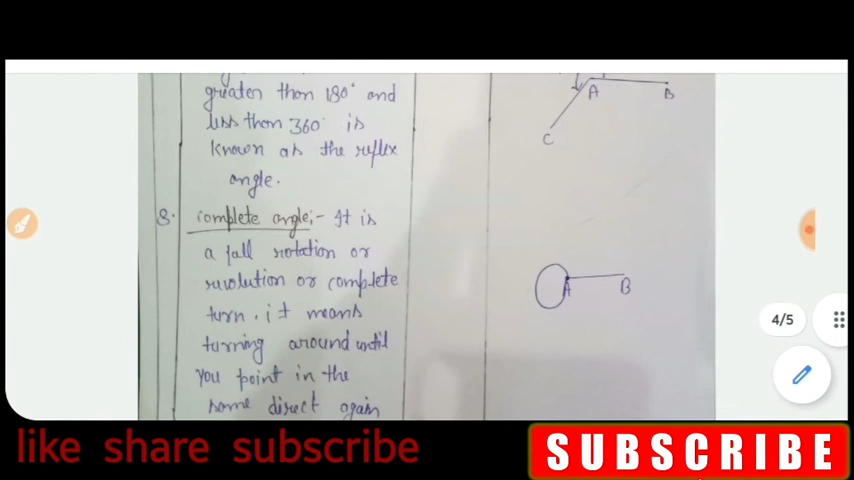 greater than 180° and
less than 360° is
known as the reflex
angle.
A
B
C
8. complete angle:- It is
a full rotation or
revolution or complete
turn. it means
turning around until
you point in the
same direct again
A
B
4/5
like share subscribe
SUBSCRIBE